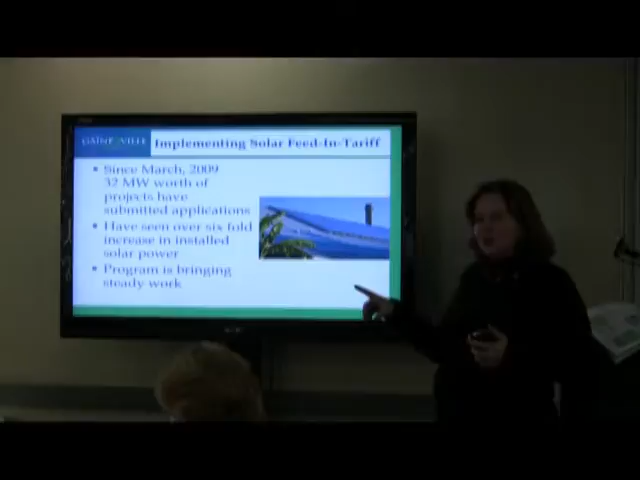 GAINESVILLE
Implementing Solar Feed-In-Tariff
Since March, 2009
32 MW worth of
projects have
submitted applications
Have seen over six fold
increase in installed
solar power
Program is bringing
steady work